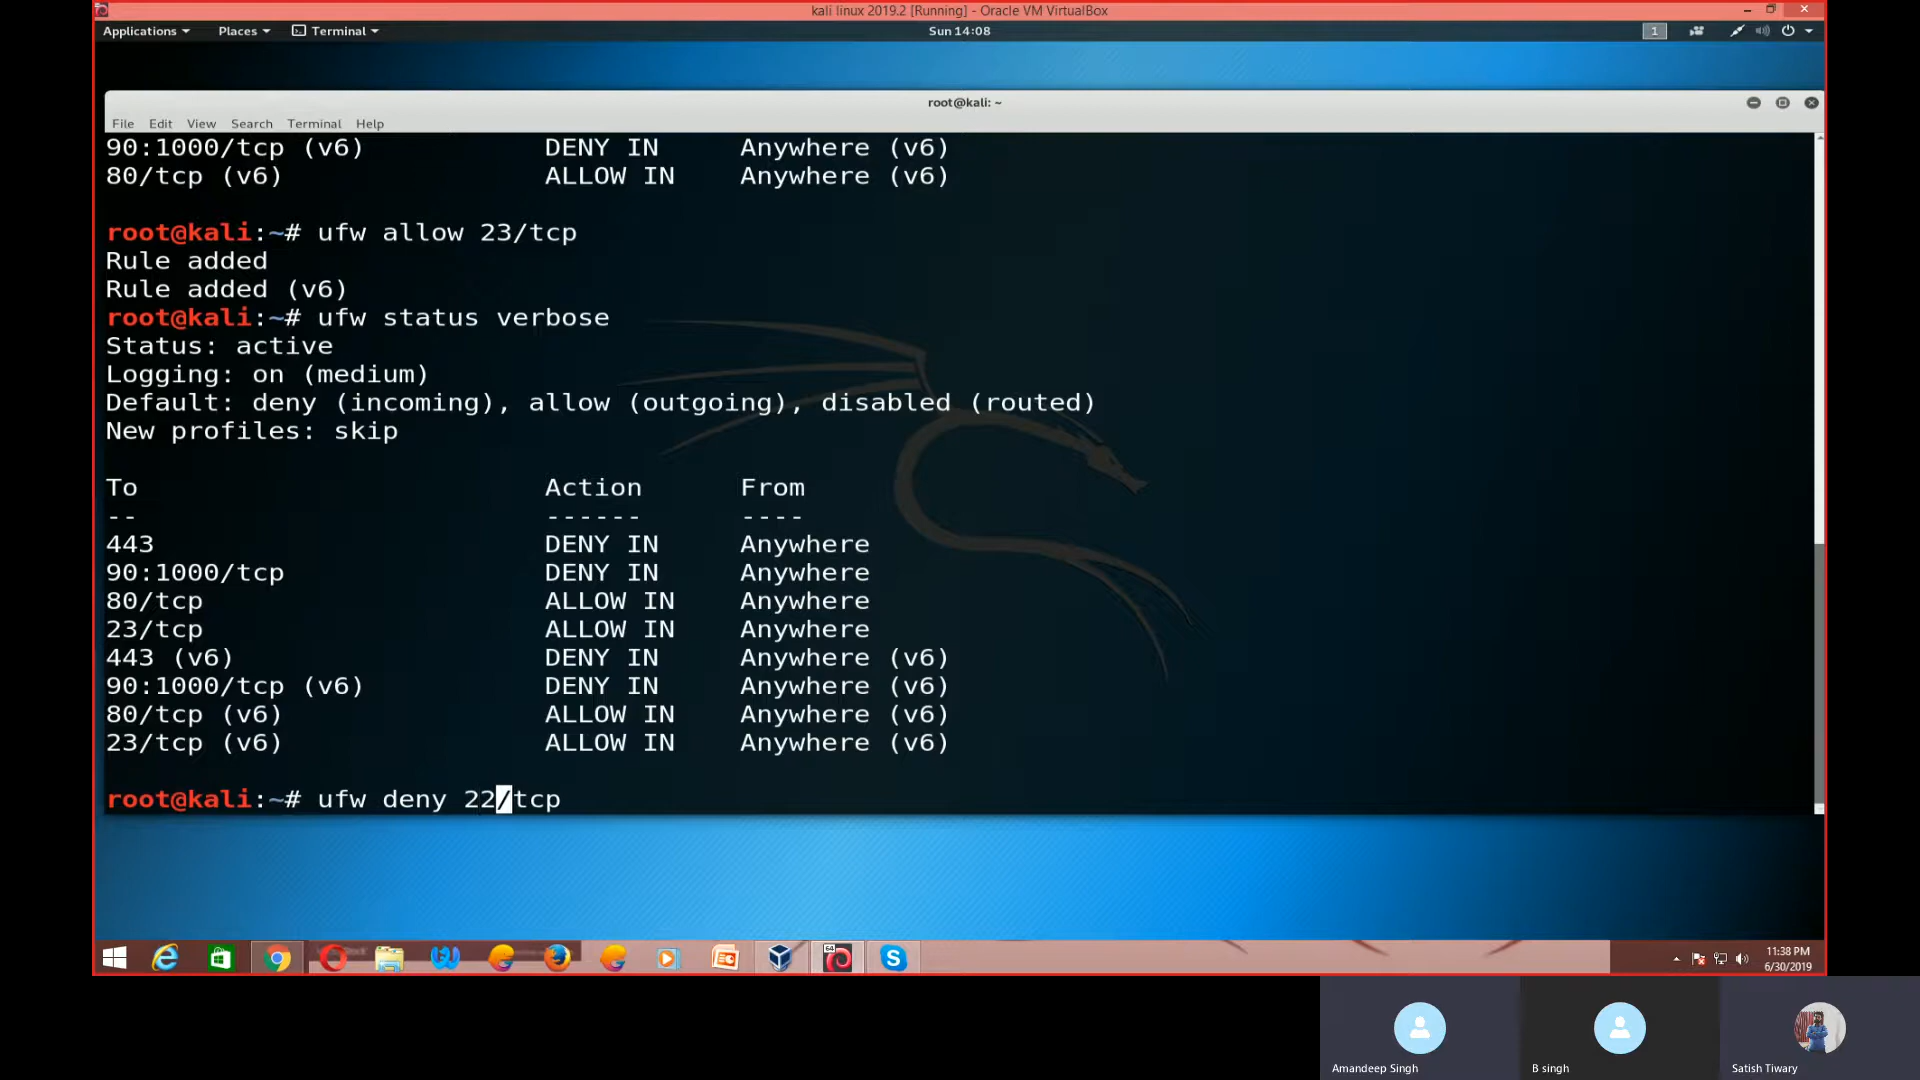 kali linux 2019.2 [Running] - Oracle VM VirtualBox
Applications Places Terminal Sun 14:08 1
root@kali: ~
File Edit View Search Terminal Help
90:1000/tcp (v6) DENY IN Anywhere (v6)
80/tcp (v6) ALLOW IN Anywhere (v6)
root@kali:~# ufw allow 23/tcp
Rule added
Rule added (v6)
root@kali:~# ufw status verbose
Status: active
Logging: on (medium)
Default: deny (incoming), allow (outgoing), disabled (routed)
New profiles: skip
To Action From
-- ------ ----
443 DENY IN Anywhere
90:1000/tcp DENY IN Anywhere
80/tcp ALLOW IN Anywhere
23/tcp ALLOW IN Anywhere
443 (v6) DENY IN Anywhere (v6)
90:1000/tcp (v6) DENY IN Anywhere (v6)
80/tcp (v6) ALLOW IN Anywhere (v6)
23/tcp (v6) ALLOW IN Anywhere (v6)
root@kali:~# ufw deny 22/tcp
64
11:38 PM
6/30/2019
Amandeep Singh B singh Satish Tiwary